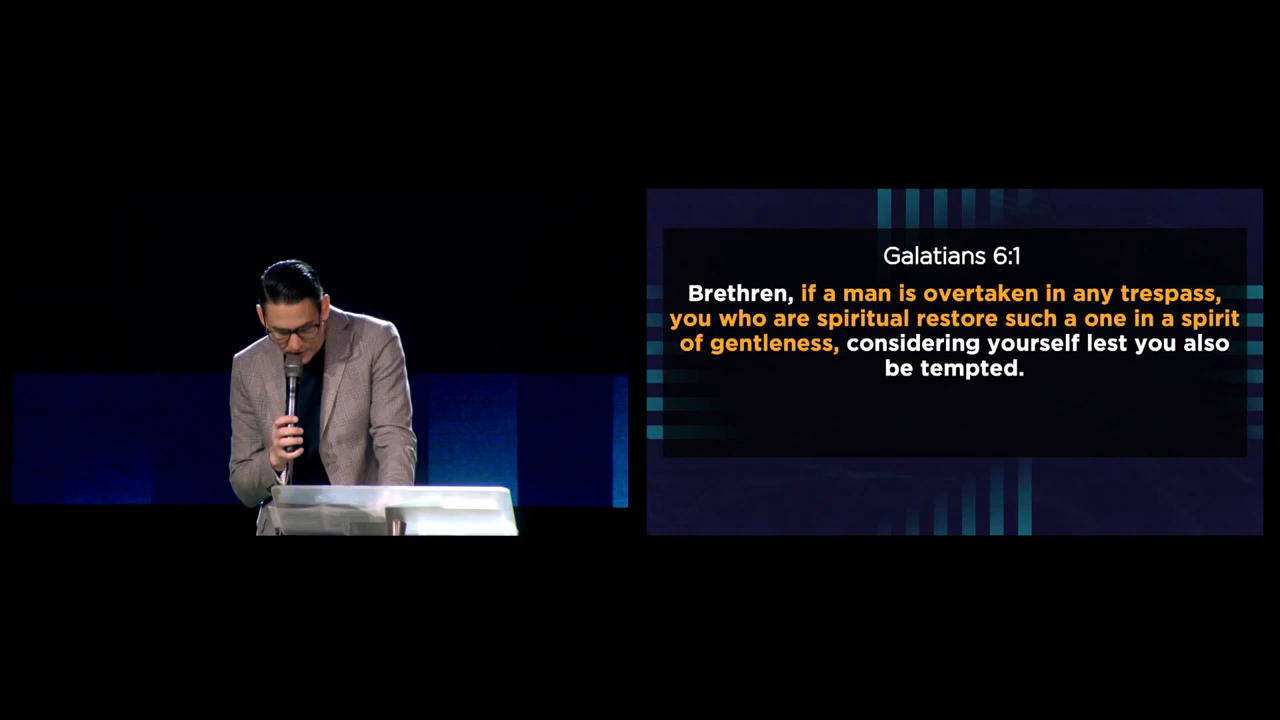 Galatians 6:1
Brethren, if a man is overtaken in any trespass,
you who are spiritual restore such a one in a spirit
of gentleness, considering yourself lest you also
be tempted.